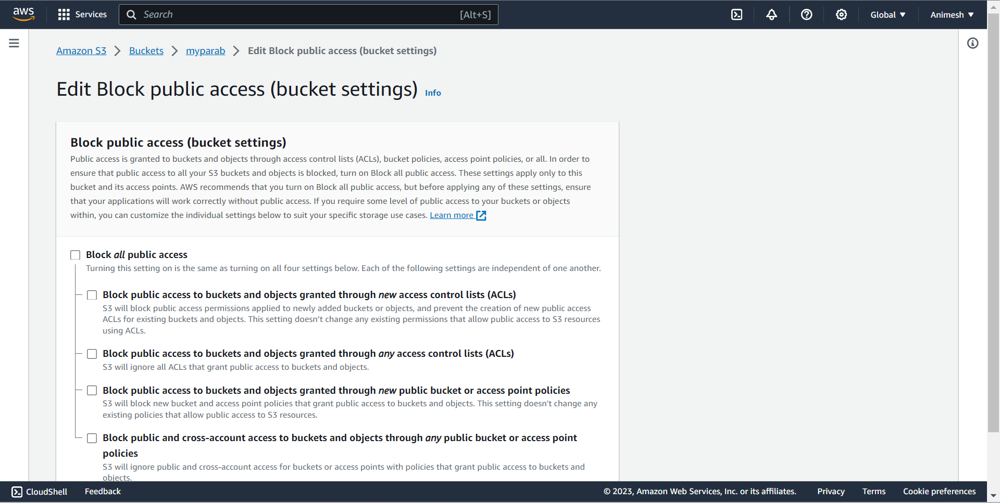 aws
Services
Search
[Alt+S]
Global
Animesh
Amazon S3
Buckets
myparab
Edit Block public access (bucket settings)
Edit Block public access (bucket settings)
Info
Block public access (bucket settings)
Public access is granted to buckets and objects through access control lists (ACLs), bucket policies, access point policies, or all. In order to
ensure that public access to all your S3 buckets and objects is blocked, turn on Block all public access. These settings apply only to this
bucket and its access points. AWS recommends that you turn on Block all public access, but before applying any of these settings, ensure
that your applications will work correctly without public access. If you require some level of public access to your buckets or objects
within, you can customize the individual settings below to suit your specific storage use cases. Learn more
Block all public access
Turning this setting on is the same as turning on all four settings below. Each of the following settings are independent of one another.
Block public access to buckets and objects granted through new access control lists (ACLs)
S3 will block public access permissions applied to newly added buckets or objects, and prevent the creation of new public access
ACLs for existing buckets and objects. This setting doesn’t change any existing permissions that allow public access to S3 resources
using ACLs.
Block public access to buckets and objects granted through any access control lists (ACLs)
S3 will ignore all ACLs that grant public access to buckets and objects.
Block public access to buckets and objects granted through new public bucket or access point policies
S3 will block new bucket and access point policies that grant public access to buckets and objects. This setting doesn't change any
existing policies that allow public access to S3 resources.
Block public and cross-account access to buckets and objects through any public bucket or access point
policies
S3 will ignore public and cross-account access for buckets or access points with policies that grant public access to buckets and
objects.
CloudShell
Feedback
© 2023, Amazon Web Services, Inc. or its affiliates.
Privacy
Terms
Cookie preferences